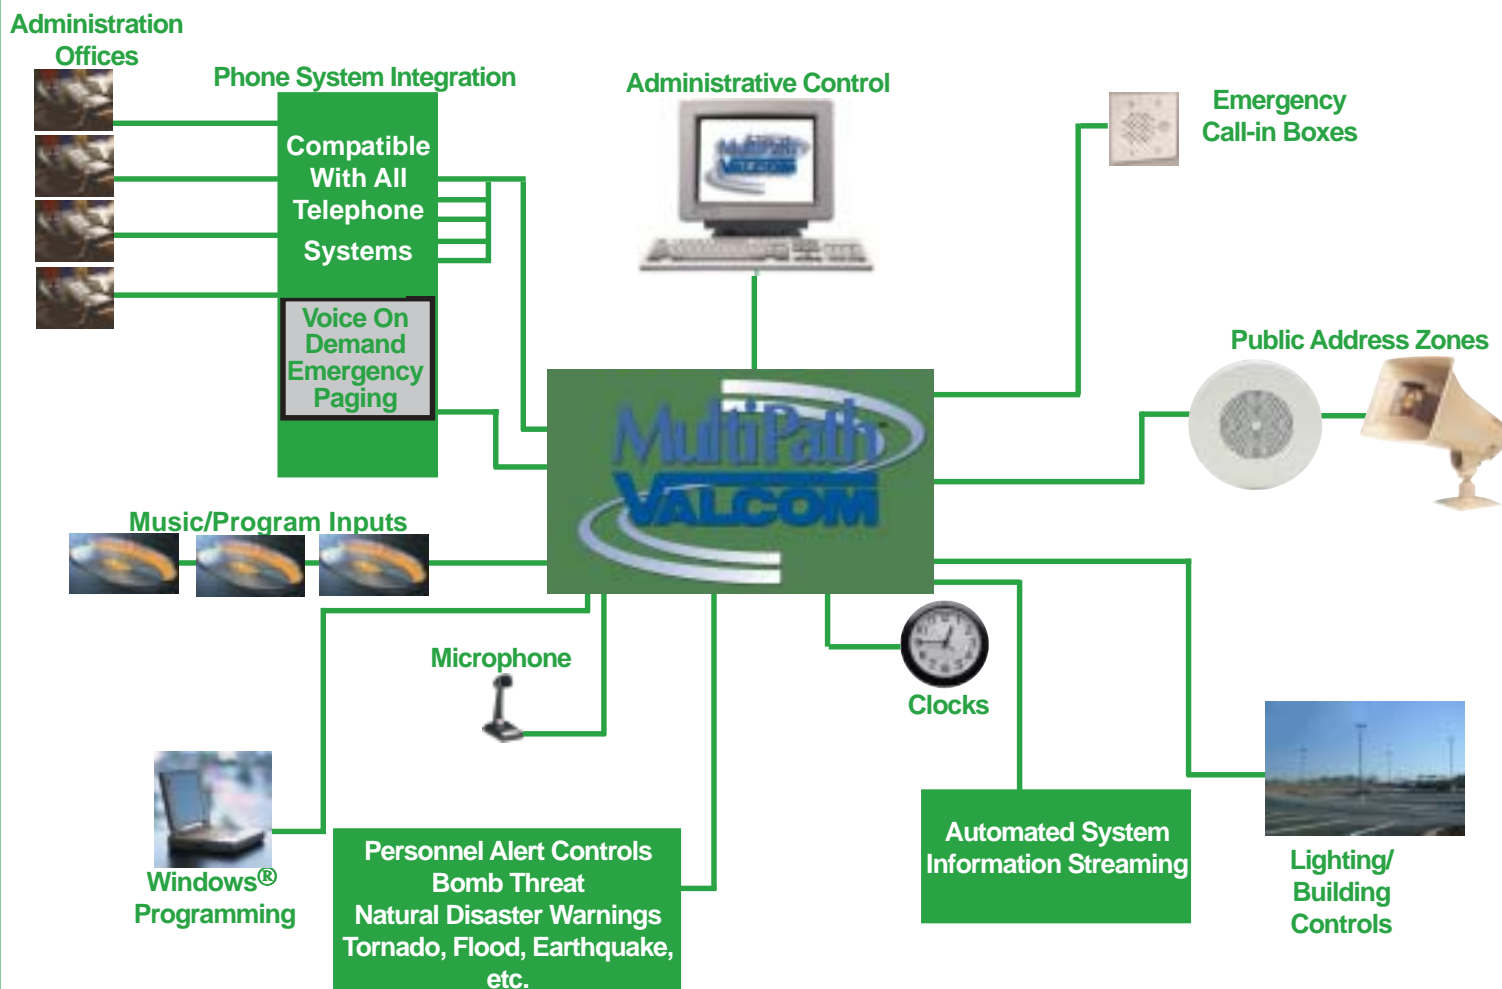 Administration
Offices
Phone System Integration
Compatible
With All
Telephone
Systems
Voice On
Demand
Emergency
Paging
Administrative Control
MultiPath
VALCOM
Emergency
Call-in Boxes
Public Address Zones
MultiPath™
VALCOM
Music/Program Inputs
Microphone
Clocks
Windows®
Programming
Personnel Alert Controls
Bomb Threat
Natural Disaster Warnings
Tornado, Flood, Earthquake,
etc.
Automated System
Information Streaming
Lighting/
Building
Controls